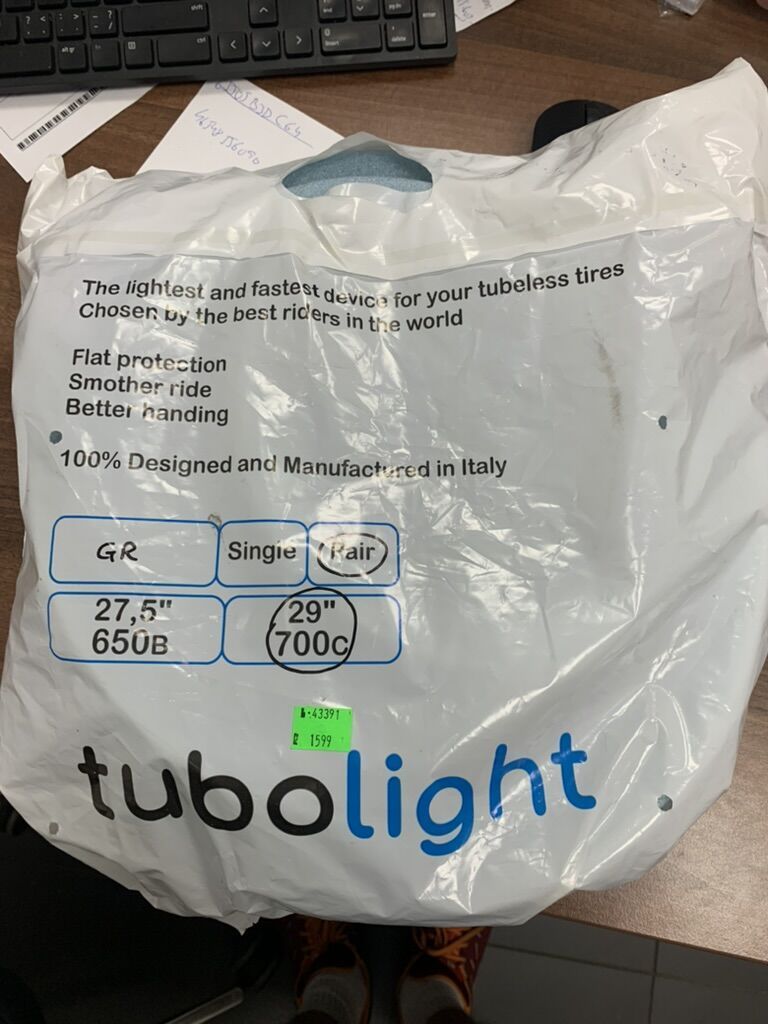 The lightest and fastest device for your tubeless tires
Chosen by the best riders in the world
Flat protection
Smother ride
Better handing
100% Designed and Manufactured in Italy
GR Single Pair
27,5" 29"
650B 700C
43391
1599
tubolight